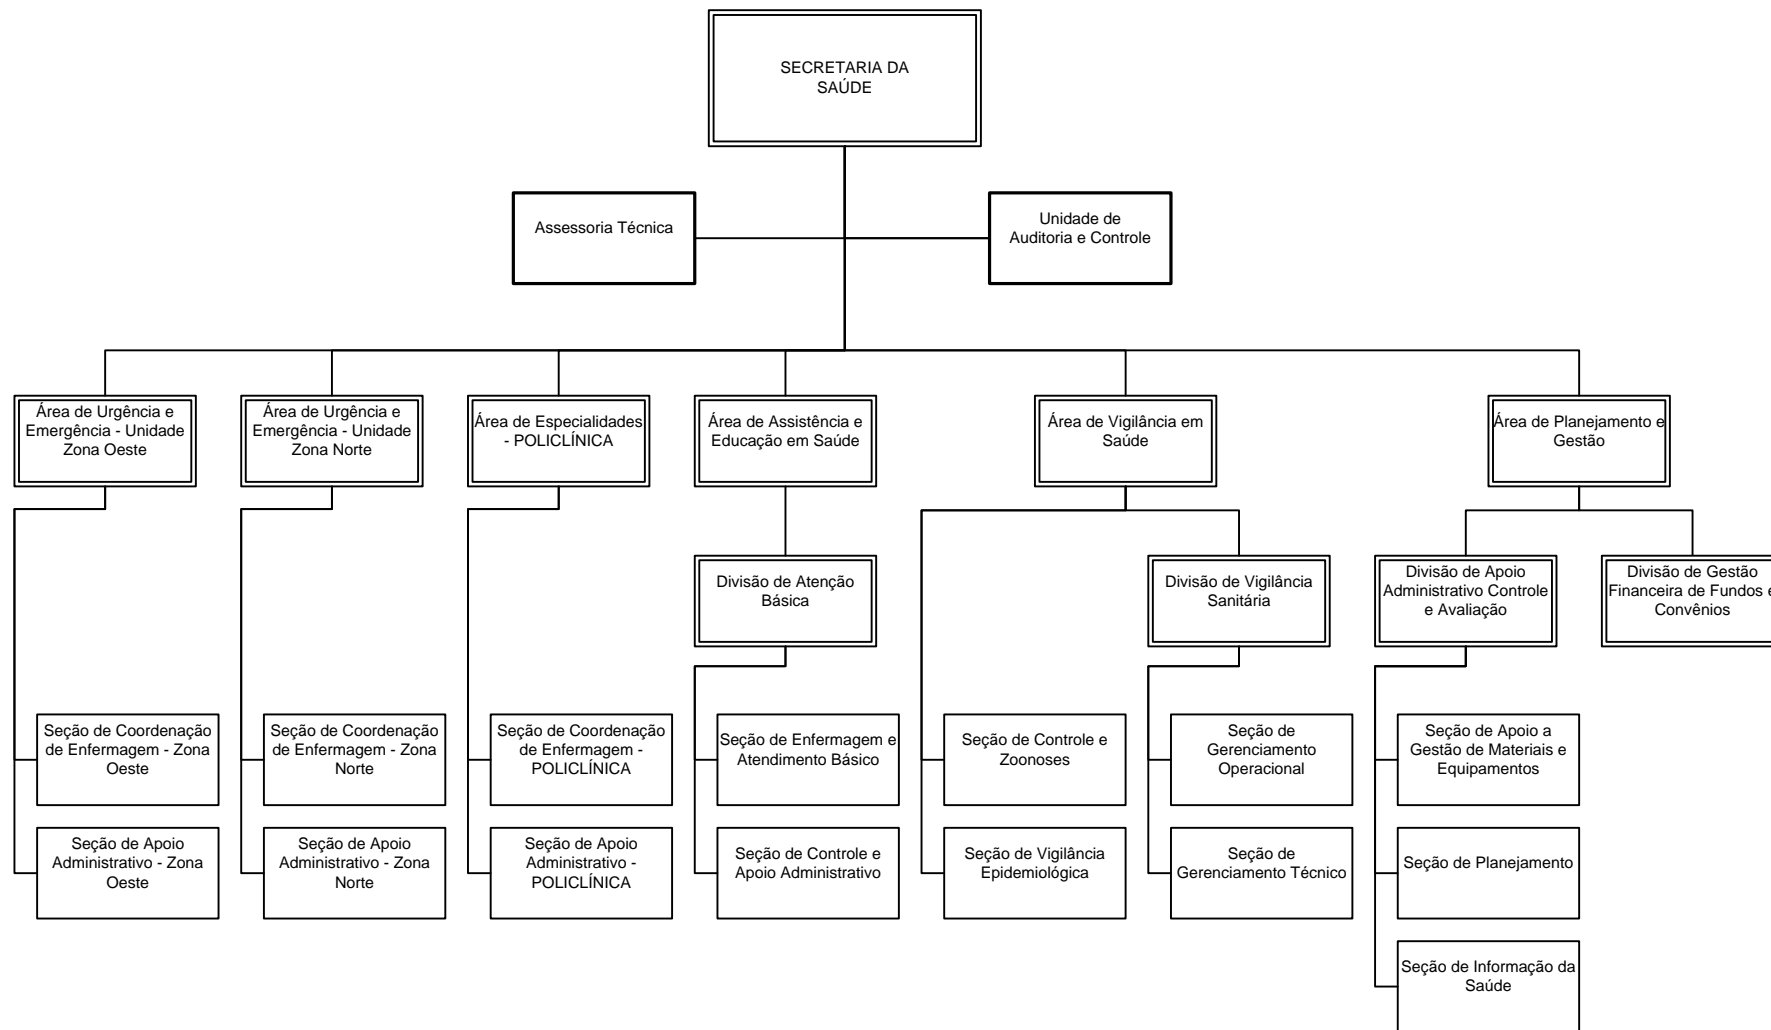 SECRETARIA DA
SAÚDE
Assessoria Técnica
Unidade de
Auditoria e Controle
Área de Urgência e
Emergência - Unidade
Zona Oeste
Área de Urgência e
Emergência - Unidade
Zona Norte
Área de Especialidades
- POLICLÍNICA
Área de Assistência e
Educação em Saúde
Área de Vigilância em
Saúde
Área de Planejamento e
Gestão
Divisão de Atenção
Básica
Divisão de Vigilância
Sanitária
Divisão de Apoio
Administrativo Controle
e Avaliação
Divisão de Gestão
Financeira de Fundos e
Convênios
Seção de Coordenação
de Enfermagem - Zona
Oeste
Seção de Coordenação
de Enfermagem - Zona
Norte
Seção de Coordenação
de Enfermagem -
POLICLÍNICA
Seção de Enfermagem e
Atendimento Básico
Seção de Controle e
Zoonoses
Seção de
Gerenciamento
Operacional
Seção de Apoio a
Gestão de Materiais e
Equipamentos
Seção de Apoio
Administrativo - Zona
Oeste
Seção de Apoio
Administrativo - Zona
Norte
Seção de Apoio
Administrativo -
POLICLÍNICA
Seção de Controle e
Apoio Administrativo
Seção de Vigilância
Epidemiológica
Seção de
Gerenciamento Técnico
Seção de Planejamento
Seção de Informação da
Saúde